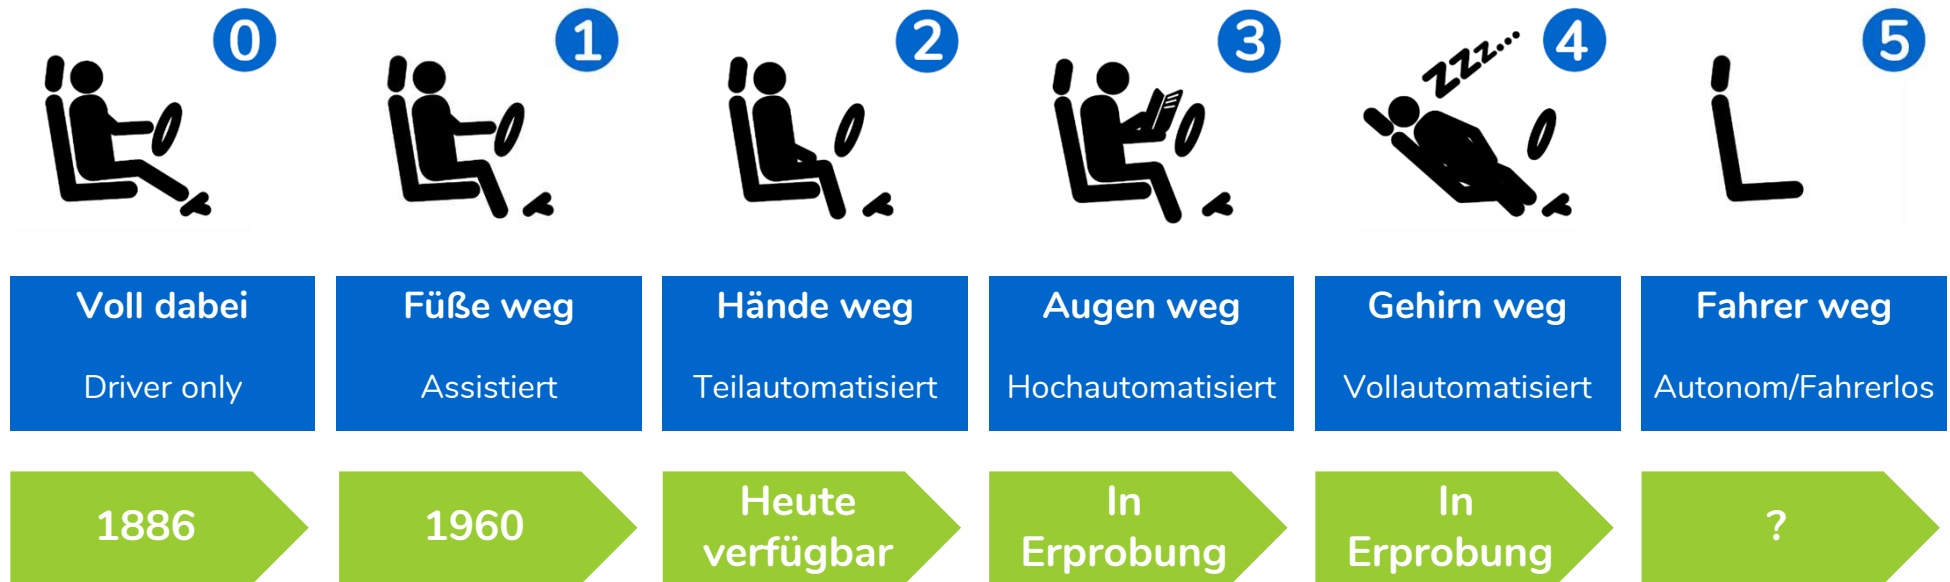 0
1
2
3
zzz...
4
5
Voll dabei
Driver only
Füße weg
Assistiert
Hände weg
Teilautomatisiert
Augen weg
Hochautomatisiert
Gehirn weg
Vollautomatisiert
Fahrer weg
Autonom/Fahrerlos
1886
1960
Heute
verfügbar
In
Erprobung
In
Erprobung
?